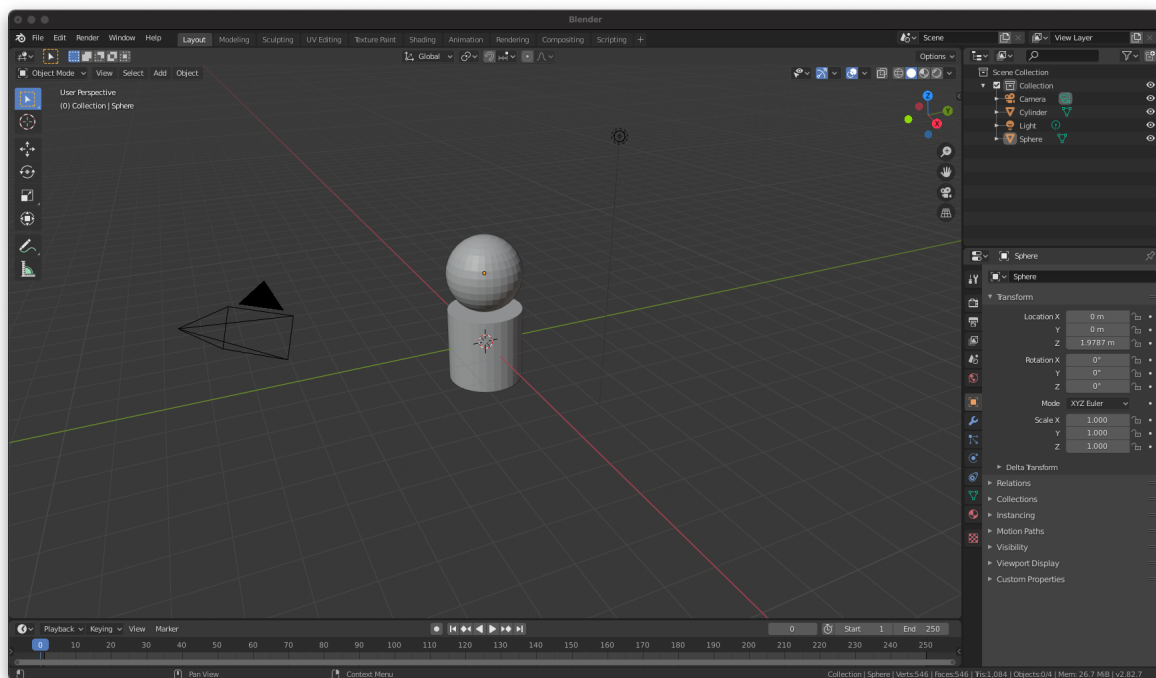 Blender
File Edit Render Window Help
Layout Modeling Sculpting UV Editing Texture Paint Shading Animation Rendering Compositing Scripting +
Scene
View Layer
Global
Options
Object Mode View Select Add Object
User Perspective
(0) Collection | Sphere
Z
Y
X
Scene Collection
Collection
Camera
Cylinder
Light
Sphere
Sphere
Sphere
Transform
Location X 0 m
Y 0 m
Z 1.9787 m
Rotation X 0°
Y 0°
Z 0°
Mode XYZ Euler
Scale X 1.000
Y 1.000
Z 1.000
Delta Transform
Relations
Collections
Instancing
Motion Paths
Visibility
Viewport Display
Custom Properties
Playback Keying View Marker
0 Start 1 End 250
0 10 20 30 40 50 60 70 80 90 100 110 120 130 140 150 160 170 180 190 200 210 220 230 240 250
Pan View
Context Menu
Collection | Sphere | Verts:546 | Faces:546 | Tris:1,084 | Objects:0/4 | Mem: 26.7 MiB | v2.82.7